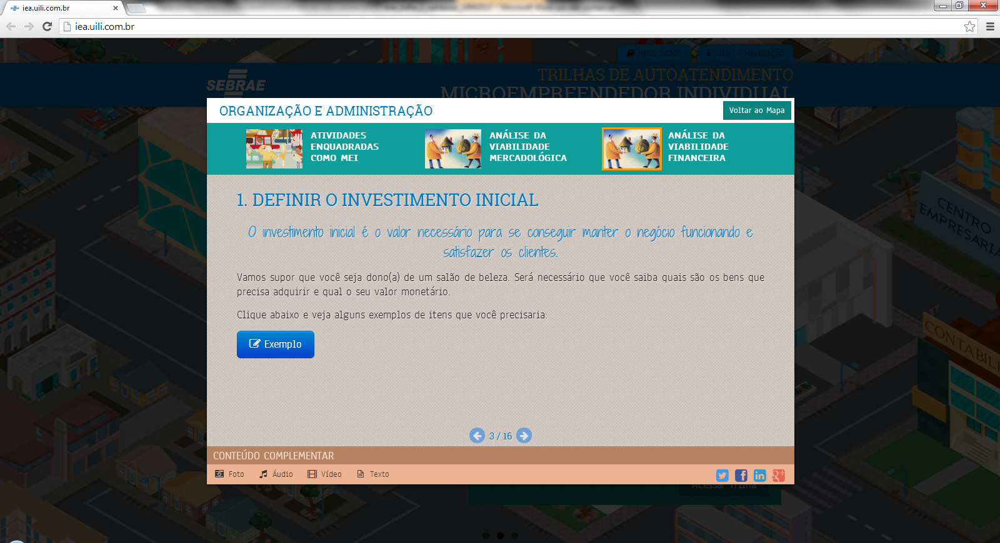 iea.uili.com.br
iea.uili.com.br
MEUS DADOS
GUIA DE NAVEGAÇÃO
SEBRAE
TRILHAS DE AUTOATENDIMENTO
MICROEMPREENDEDOR INDIVIDUAL
ORGANIZAÇÃO E ADMINISTRAÇÃO
Voltar ao Mapa
ATIVIDADES
ENQUADRADAS
COMO MEI
ANÁLISE DA
VIABILIDADE
MERCADOLÓGICA
ANÁLISE DA
VIABILIDADE
FINANCEIRA
1. DEFINIR O INVESTIMENTO INICIAL
O investimento inicial é o valor necessário para se conseguir manter o negócio funcionando e
satisfazer os clientes.
Vamos supor que você seja dono(a) de um salão de beleza. Será necessário que você saiba quais são os bens que
precisa adquirir e qual o seu valor monetário.
Clique abaixo e veja alguns exemplos de itens que você precisaria:
Exemplo
CENTRO
EMPRESARIA
CONTABILI
3 / 16
CONTEÚDO COMPLEMENTAR
Foto
Áudio
Vídeo
Texto
Acessar Trilha